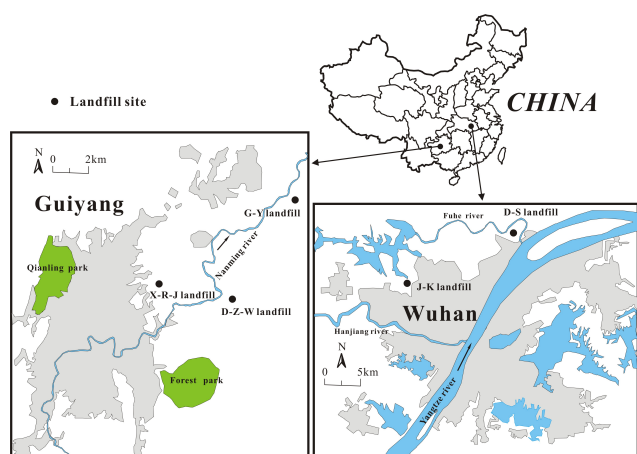 CHINA
Landfill site
N
0 2km
Guiyang
G-Y landfill
Nanming river
Qianling park
X-R-J landfill
D-Z-W landfill
Forest park
Fuhe river
D-S landfill
J-K landfill
Wuhan
Hanjiang river
N
0 5km
Yangtze river